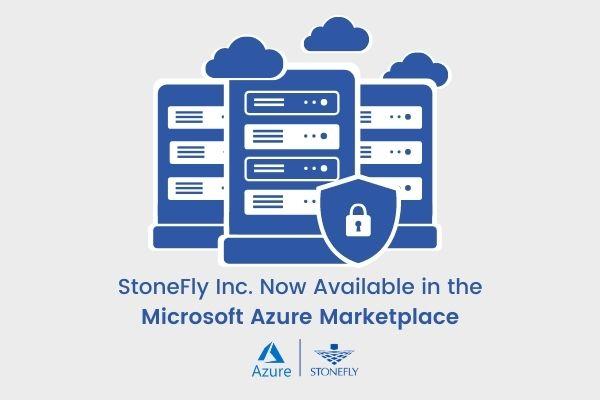 StoneFly Inc. Now Available in the
Microsoft Azure Marketplace
Azure
STONEFLY